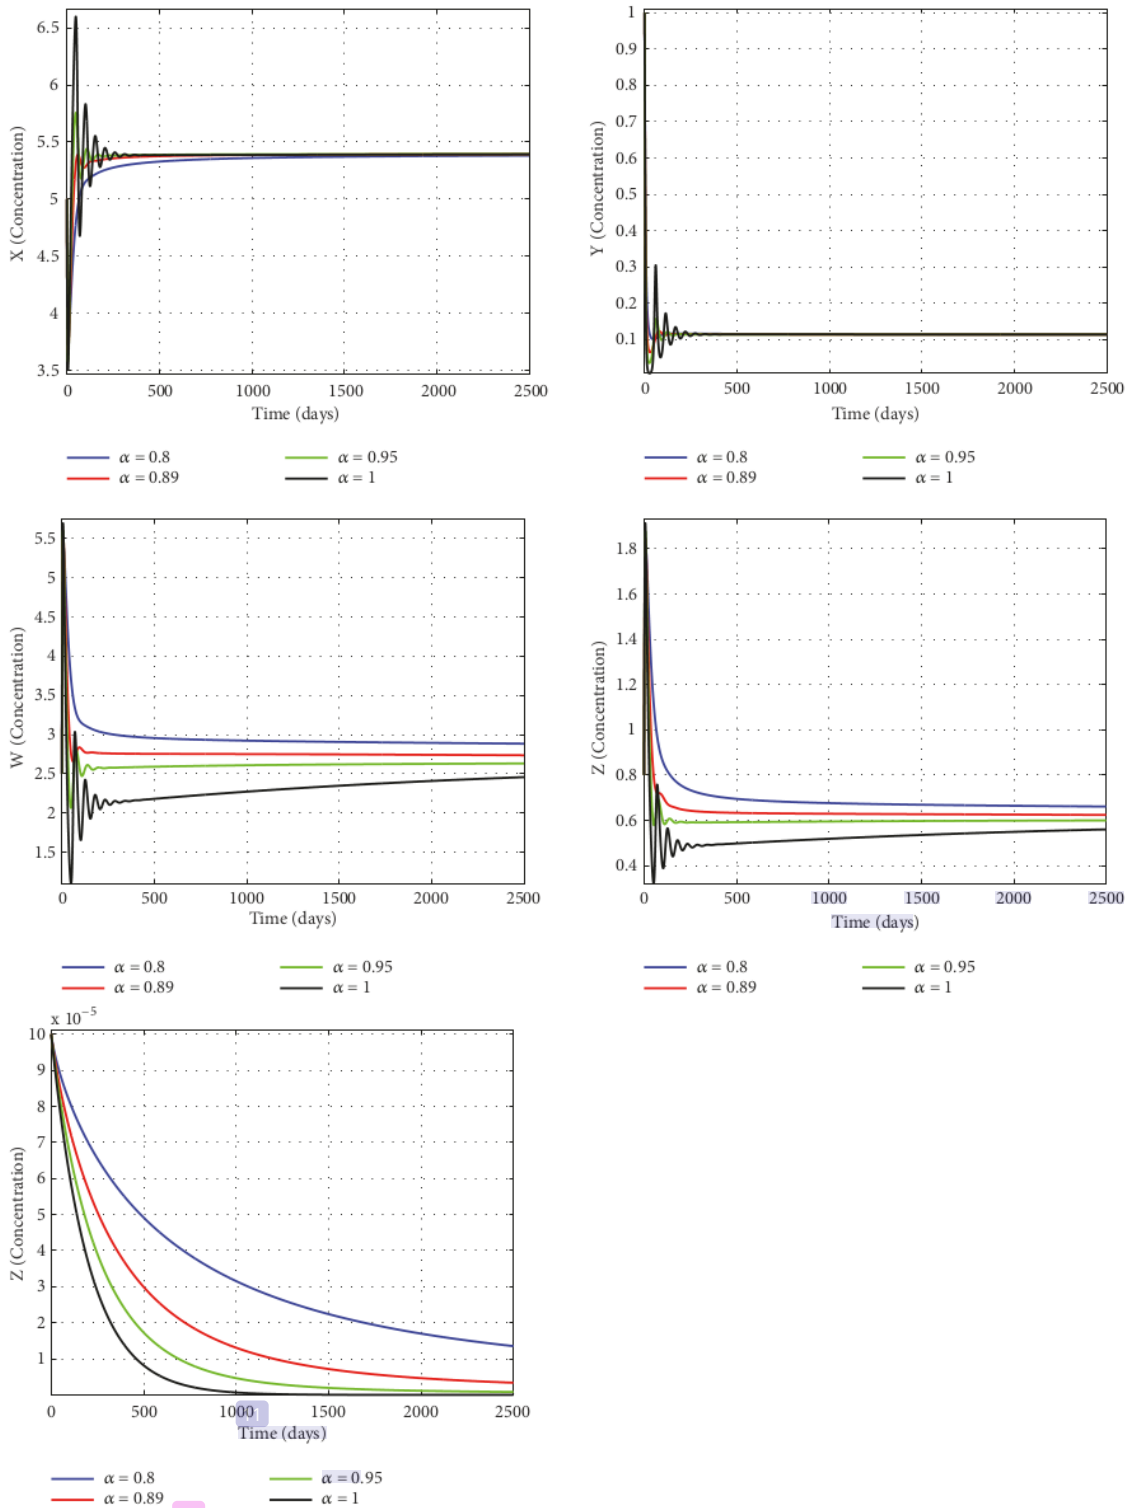 6.5
6
5.5
5
4.5
4
3.5
X (Concentration)
0 500 1000 1500 2000 2500
Time (days)
α = 0.8 α = 0.95
α = 0.89 α = 1
1
0.9
0.8
0.7
0.6
0.5
0.4
0.3
0.2
0.1
Y (Concentration)
0 500 1000 1500 2000 2500
Time (days)
α = 0.8 α = 0.95
α = 0.89 α = 1
5.5
5
4.5
4
3.5
3
2.5
2
1.5
W (Concentration)
0 500 1000 1500 2000 2500
Time (days)
α = 0.8 α = 0.95
α = 0.89 α = 1
1.8
1.6
1.4
1.2
1
0.8
0.6
0.4
Z (Concentration)
0 500 1000 1500 2000 2500
Time (days)
α = 0.8 α = 0.95
α = 0.89 α = 1
x 10⁻⁵
10
9
8
7
6
5
4
3
2
1
Z (Concentration)
0 500 1000 1500 2000 2500
11
Time (days)
α = 0.8 α = 0.95
α = 0.89 α = 1